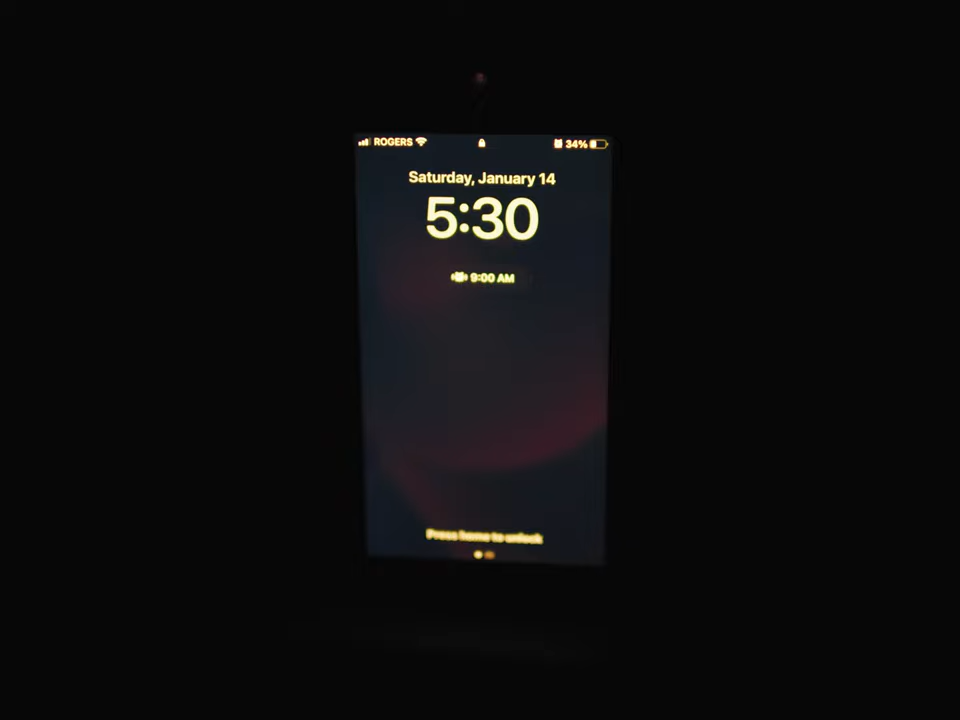 ROGERS 34%
Saturday, January 14
5:30
9:00 AM
Press home to unlock